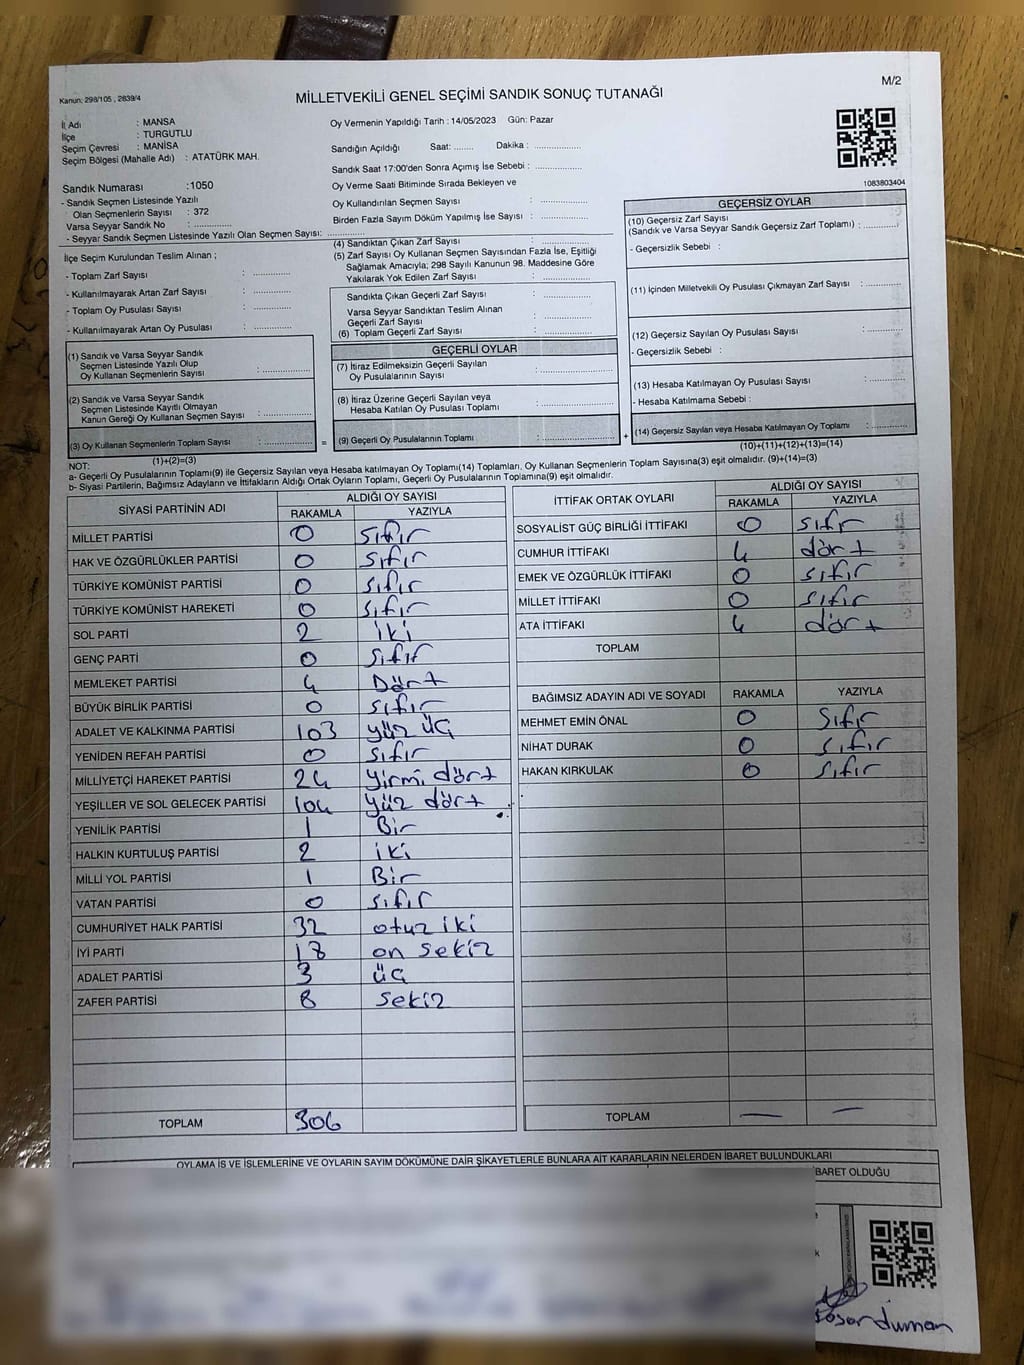 M/2
Kanun: 298/105 , 2839/4
MİLLETVEKİLİ GENEL SEÇİMİ SANDIK SONUÇ TUTANAĞI
İl Adı : MANSA
İlçe : TURGUTLU
Seçim Çevresi : MANİSA
Seçim Bölgesi (Mahalle Adı) : ATATÜRK MAH.
Sandık Numarası :1050
- Sandık Seçmen Listesinde Yazılı
Olan Seçmenlerin Sayısı : 372
Varsa Seyyar Sandık No : ..............
- Seyyar Sandık Seçmen Listesinde Yazılı Olan Seçmen Sayısı: ..............
Oy Vermenin Yapıldığı Tarih : 14/05/2023 Gün: Pazar
Sandığın Açıldığı Saat: ........ Dakika : ..............
Sandık Saat 17:00'den Sonra Açımış İse Sebebi : ..............
Oy Verme Saati Bitiminde Sırada Bekleyen ve
Oy Kullandırılan Seçmen Sayısı : ..............
Birden Fazla Sayım Döküm Yapılmış İse Sayısı : ..............
1083803404
İlçe Seçim Kurulundan Teslim Alınan ;
- Toplam Zarf Sayısı : ..............
- Kullanılmayarak Artan Zarf Sayısı : ..............
- Toplam Oy Pusulası Sayısı : ..............
- Kullanılmayarak Artan Oy Pusulası : ..............
(4) Sandıktan Çıkan Zarf Sayısı : ..............
(5) Zarf Sayısı Oy Kullanan Seçmen Sayısından Fazla İse, Eşitliği
Sağlamak Amacıyla; 298 Sayılı Kanunun 98. Maddesine Göre
Yakılarak Yok Edilen Zarf Sayısı : ..............
Sandıkta Çıkan Geçerli Zarf Sayısı : ..............
Varsa Seyyar Sandıktan Teslim Alınan
Geçerli Zarf Sayısı : ..............
(6) Toplam Geçerli Zarf Sayısı : ..............
GEÇERSİZ OYLAR
(10) Geçersiz Zarf Sayısı
(Sandık ve Varsa Seyyar Sandık Geçersiz Zarf Toplamı) : ..............
- Geçersizlik Sebebi :
(11) İçinden Milletvekili Oy Pusulası Çıkmayan Zarf Sayısı : ..............
(12) Geçersiz Sayılan Oy Pusulası Sayısı : ..............
- Geçersizlik Sebebi :
(13) Hesaba Katılmayan Oy Pusulası Sayısı : ..............
- Hesaba Katılmama Sebebi :
(14) Geçersiz Sayılan veya Hesaba Katılmayan Oy Toplamı : ..............
(10)+(11)+(12)+(13)=(14)
(1) Sandık ve Varsa Seyyar Sandık
Seçmen Listesinde Yazılı Olup
Oy Kullanan Seçmenlerin Sayısı : ..............
(2) Sandık ve Varsa Seyyar Sandık
Seçmen Listesinde Kayıtlı Olmayan
Kanun Gereği Oy Kullanan Seçmen Sayısı : ..............
(3) Oy Kullanan Seçmenlerin Toplam Sayısı : .............. =
(1)+(2)=(3)
GEÇERLİ OYLAR
(7) İtiraz Edilmeksizin Geçerli Sayılan
Oy Pusulalarının Sayısı : ..............
(8) İtiraz Üzerine Geçerli Sayılan veya
Hesaba Katılan Oy Pusulası Toplamı : ..............
(9) Geçerli Oy Pusulalarının Toplamı : .............. +
NOT:
a- Geçerli Oy Pusulalarının Toplamı(9) ile Geçersiz Sayılan veya Hesaba katılmayan Oy Toplamı(14) Toplamları, Oy Kullanan Seçmenlerin Toplam Sayısına(3) eşit olmalıdır. (9)+(14)=(3)
b- Siyasi Partilerin, Bağımsız Adayların ve İttifakların Aldığı Ortak Oyların Toplamı, Geçerli Oy Pusulalarının Toplamına(9) eşit olmalıdır.
SİYASİ PARTİNİN ADI ALDIĞI OY SAYISI
RAKAMLA YAZIYLA
MİLLET PARTİSİ 0 sıfır
HAK VE ÖZGÜRLÜKLER PARTİSİ 0 sıfır
TÜRKİYE KOMÜNİST PARTİSİ 0 sıfır
TÜRKİYE KOMÜNİST HAREKETİ 0 sıfır
SOL PARTİ 2 iki
GENÇ PARTİ 0 sıfır
MEMLEKET PARTİSİ 4 Dört
BÜYÜK BİRLİK PARTİSİ 0 sıfır
ADALET VE KALKINMA PARTİSİ 103 yüz üç
YENİDEN REFAH PARTİSİ 0 sıfır
MİLLİYETÇİ HAREKET PARTİSİ 24 yirmi dört
YEŞİLLER VE SOL GELECEK PARTİSİ 104 yüz dört
YENİLİK PARTİSİ 1 Bir
HALKIN KURTULUŞ PARTİSİ 2 iki
MİLLİ YOL PARTİSİ 1 Bir
VATAN PARTİSİ 0 sıfır
CUMHURİYET HALK PARTİSİ 32 otuz iki
İYİ PARTİ 18 on sekiz
ADALET PARTİSİ 3 üç
ZAFER PARTİSİ 8 sekiz
TOPLAM 306
İTTİFAK ORTAK OYLARI ALDIĞI OY SAYISI
RAKAMLA YAZIYLA
SOSYALİST GÜÇ BİRLİĞİ İTTİFAKI 0 sıfır
CUMHUR İTTİFAKI 4 dört
EMEK VE ÖZGÜRLÜK İTTİFAKI 0 sıfır
MİLLET İTTİFAKI 0 sıfır
ATA İTTİFAKI 4 dört
TOPLAM
BAĞIMSIZ ADAYIN ADI VE SOYADI RAKAMLA YAZIYLA
MEHMET EMİN ÖNAL 0 sıfır
NİHAT DURAK 0 sıfır
HAKAN KIRKULAK 0 sıfır
TOPLAM — —
OYLAMA İŞ VE İŞLEMLERİNE VE OYLARIN SAYIM DÖKÜMÜNE DAİR ŞİKAYETLERLE BUNLARA AİT KARARLARIN NELERDEN İBARET BULUNDUKLARI
İBARET OLDUĞU
duman